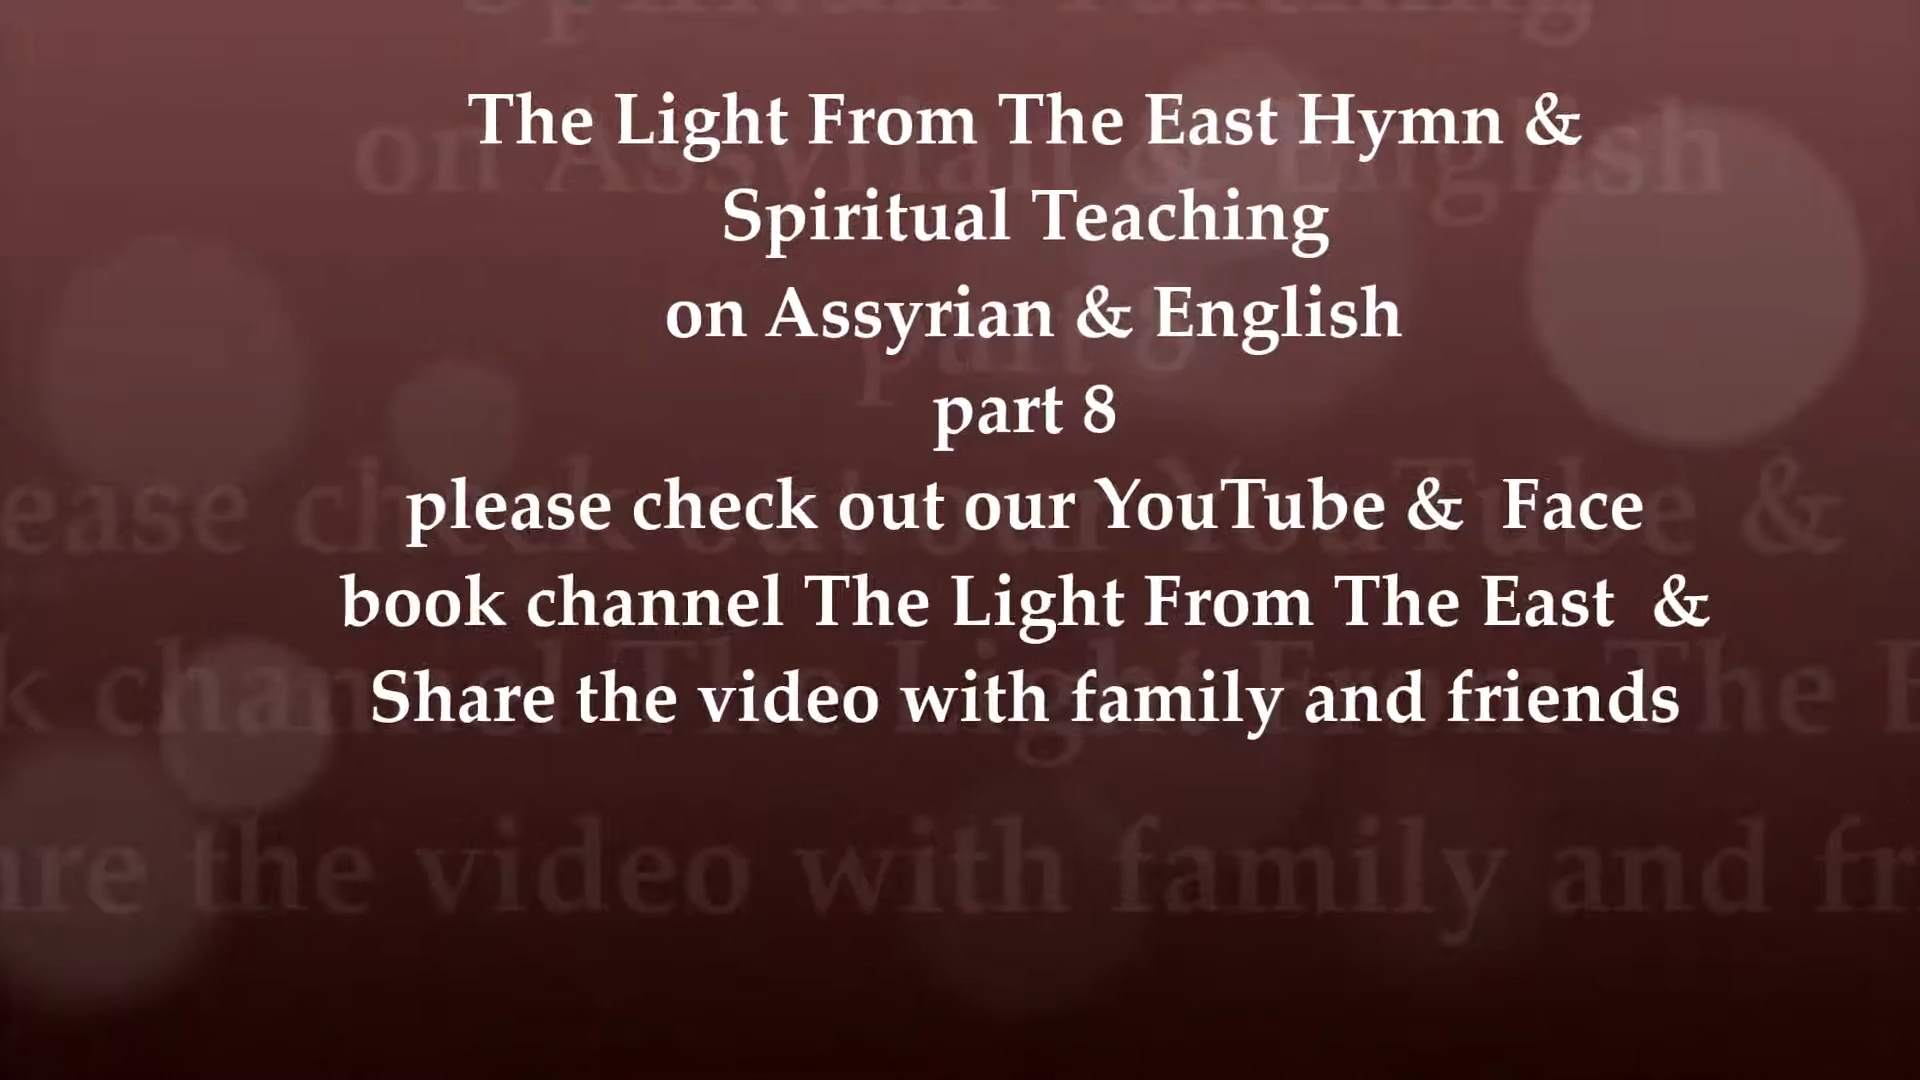 The Light From The East Hymn &
Spiritual Teaching
on Assyrian & English
part 8
please check out our YouTube &  Face
book channel The Light From The East  &
Share the video with family and friends